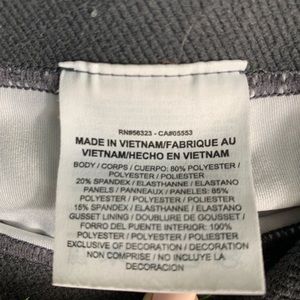 RN#56323 - CA#05553
MADE IN VIETNAM/FABRIQUE AU
VIETNAM/HECHO EN VIETNAM
BODY / CORPS / CUERPO: 80% POLYESTER /
POLYESTER / POLIESTER
20% SPANDEX / ELASTHANNE / ELASTANO
PANELS / PANNEAUX / PANELES: 85%
POLYESTER / POLYESTER / POLIESTER
15% SPANDEX / ELASTHANNE / ELASTANO
GUSSET LINING / DOUBLURE DE GOUSSET /
FORRO DEL PUENTE INTERIOR: 100%
POLYESTER / POLYESTER / POLIESTER
EXCLUSIVE OF DECORATION / DECORATION
NON COMPRISE / NO INCLUYE LA
DECORACION